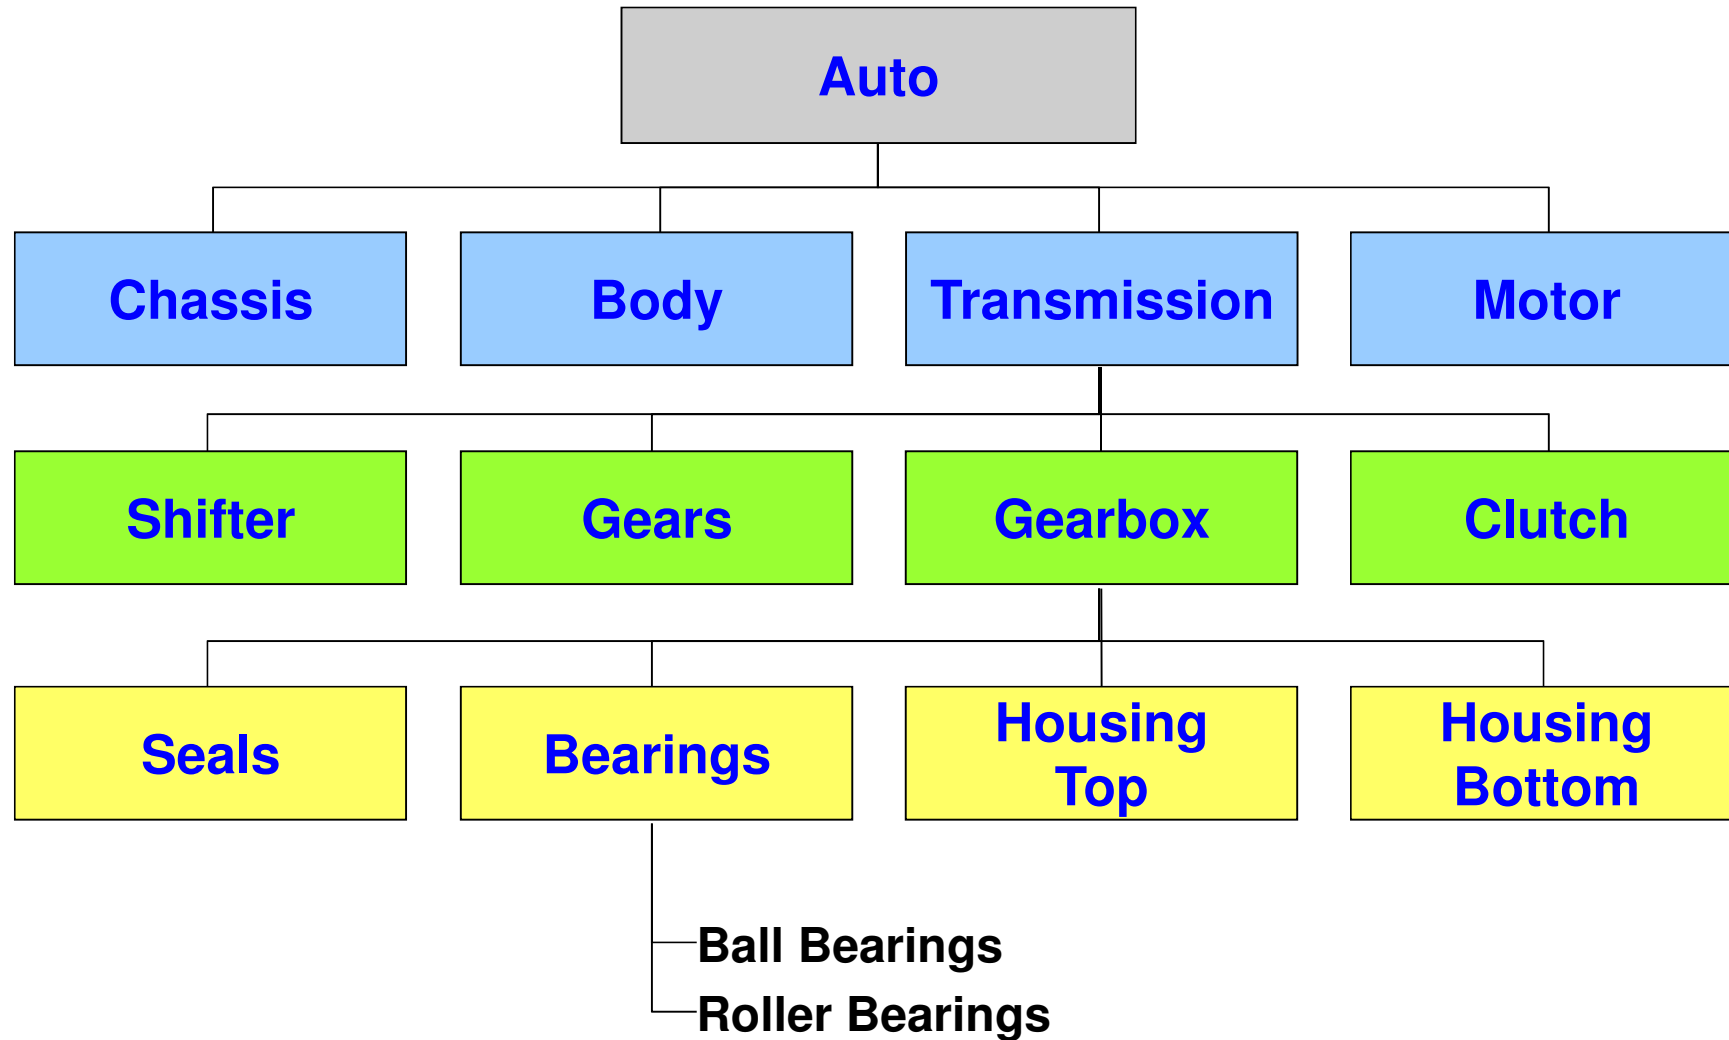 Auto
Chassis
Body
Transmission
Motor
Shifter
Gears
Gearbox
Clutch
Seals
Bearings
Housing
Top
Housing
Bottom
Ball Bearings
Roller Bearings